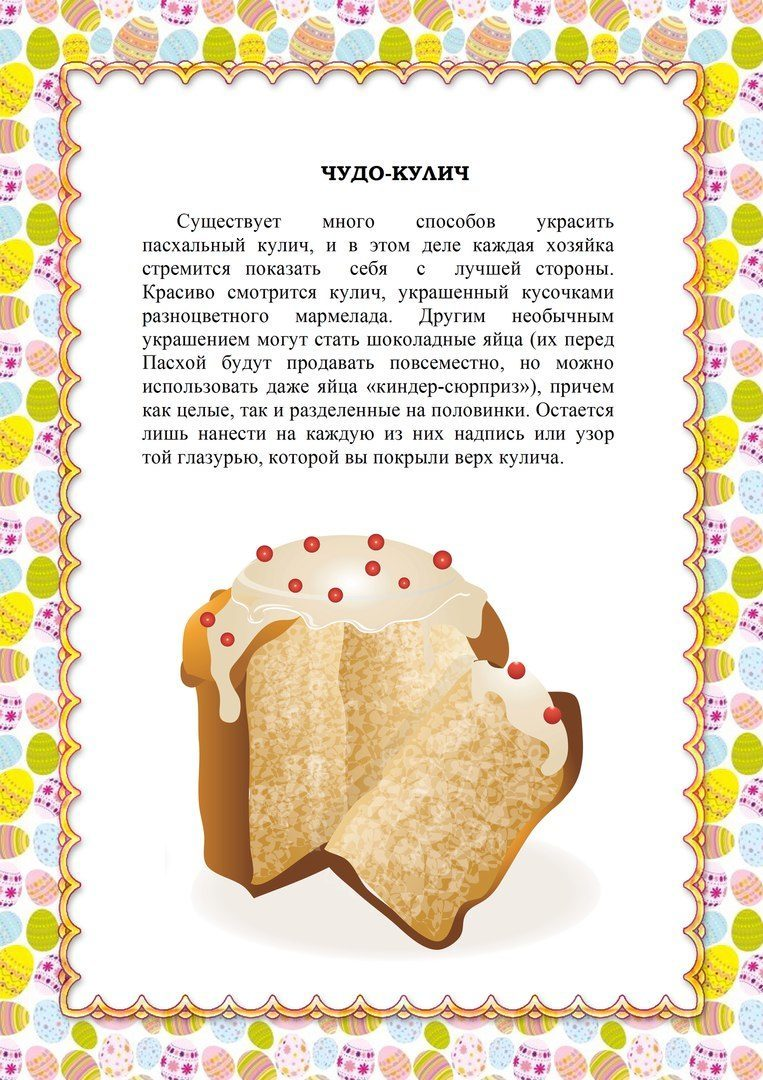 ЧУДО-КУЛИЧ
Существует много способов украсить
пасхальный кулич, и в этом деле каждая хозяйка
стремится показать себя с лучшей стороны.
Красиво смотрится кулич, украшенный кусочками
разноцветного мармелада. Другим необычным
украшением могут стать шоколадные яйца (их перед
Пасхой будут продавать повсеместно, но можно
использовать даже яйца «киндер-сюрприз»), причем
как целые, так и разделенные на половинки. Остается
лишь нанести на каждую из них надпись или узор
той глазурью, которой вы покрыли верх кулича.